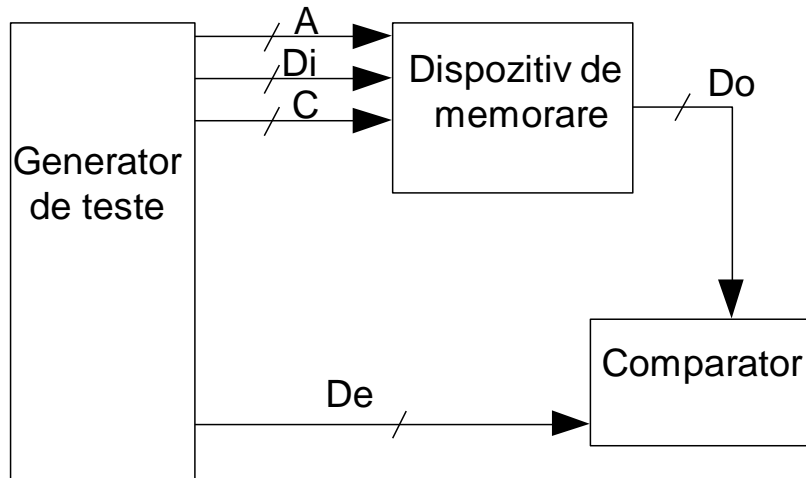 A
Di
C
Dispozitiv de
memorare
Do
Generator
de teste
Comparator
De